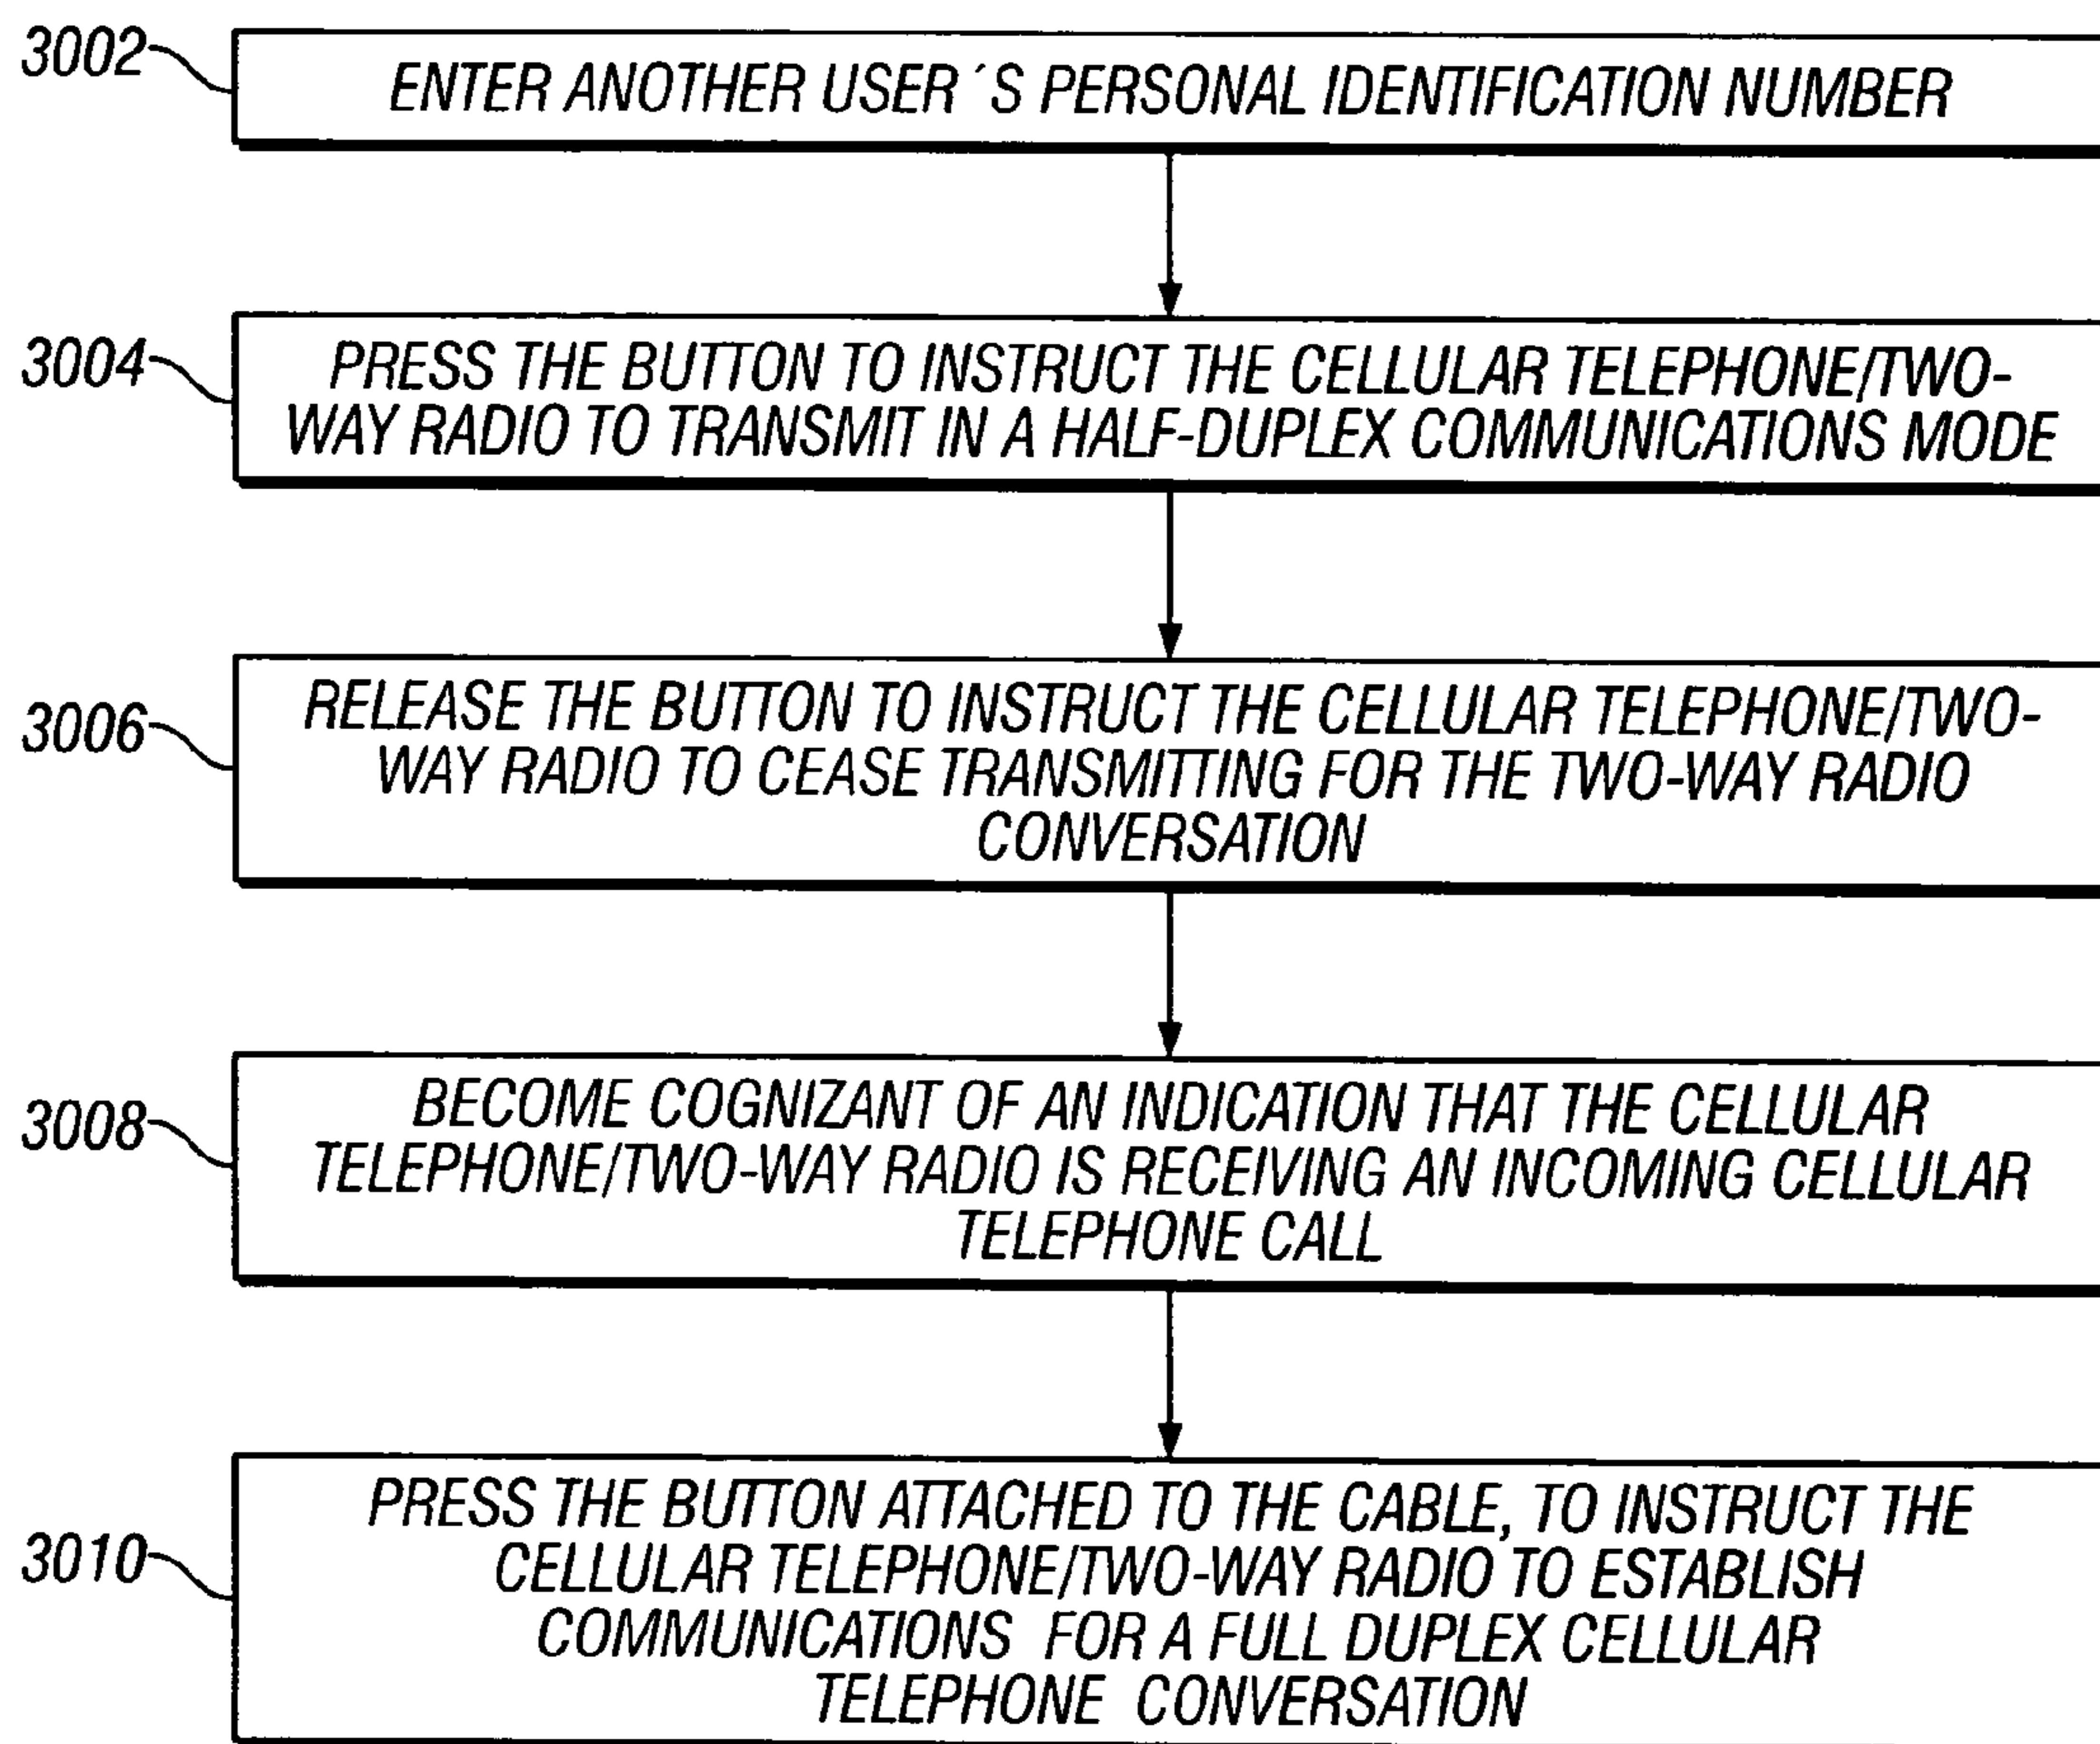 3002
ENTER ANOTHER USER´S PERSONAL IDENTIFICATION NUMBER
3004
PRESS THE BUTTON TO INSTRUCT THE CELLULAR TELEPHONE/TWO-
WAY RADIO TO TRANSMIT IN A HALF-DUPLEX COMMUNICATIONS MODE
3006
RELEASE THE BUTTON TO INSTRUCT THE CELLULAR TELEPHONE/TWO-
WAY RADIO TO CEASE TRANSMITTING FOR THE TWO-WAY RADIO
CONVERSATION
3008
BECOME COGNIZANT OF AN INDICATION THAT THE CELLULAR
TELEPHONE/TWO-WAY RADIO IS RECEIVING AN INCOMING CELLULAR
TELEPHONE CALL
3010
PRESS THE BUTTON ATTACHED TO THE CABLE, TO INSTRUCT THE
CELLULAR TELEPHONE/TWO-WAY RADIO TO ESTABLISH
COMMUNICATIONS FOR A FULL DUPLEX CELLULAR
TELEPHONE CONVERSATION